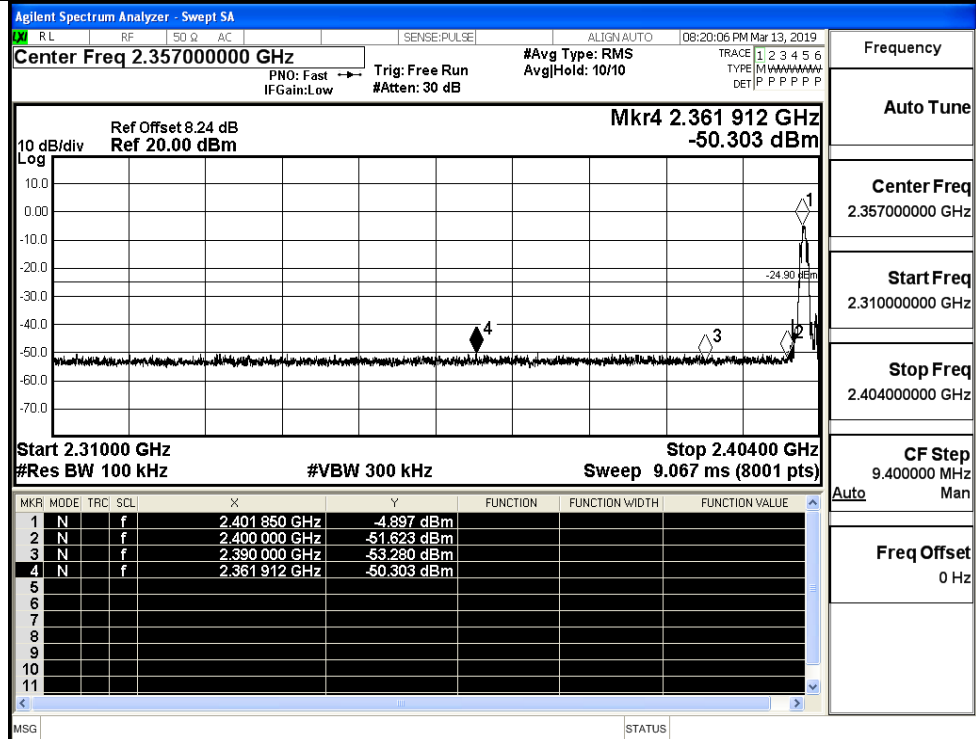 Agilent Spectrum Analyzer - Swept SA
LXI RL RF 50 Ω AC SENSE:PULSE ALIGN AUTO 08:20:06 PM Mar 13, 2019
Center Freq 2.357000000 GHz
PNO: Fast
IFGain:Low
Trig: Free Run
#Atten: 30 dB
#Avg Type: RMS
Avg|Hold: 10/10
TRACE 1 2 3 4 5 6
TYPE M WWWWW
DET P P P P P P
Mkr4 2.361 912 GHz
-50.303 dBm
Ref Offset 8.24 dB
10 dB/div Ref 20.00 dBm
Log
10.0
0.00
-10.0
-20.0
-30.0
-40.0
-50.0
-60.0
-70.0
1
-24.90 dBm
4
3
2
Start 2.31000 GHz Stop 2.40400 GHz
#Res BW 100 kHz #VBW 300 kHz Sweep 9.067 ms (8001 pts)
MKR MODE TRC SCL X Y FUNCTION FUNCTION WIDTH FUNCTION VALUE
1 N f 2.401 850 GHz -4.897 dBm
2 N f 2.400 000 GHz -51.623 dBm
3 N f 2.390 000 GHz -53.280 dBm
4 N f 2.361 912 GHz -50.303 dBm
5
6
7
8
9
10
11
MSG STATUS
Frequency
Auto Tune
Center Freq
2.357000000 GHz
Start Freq
2.310000000 GHz
Stop Freq
2.404000000 GHz
CF Step
9.400000 MHz
Auto Man
Freq Offset
0 Hz